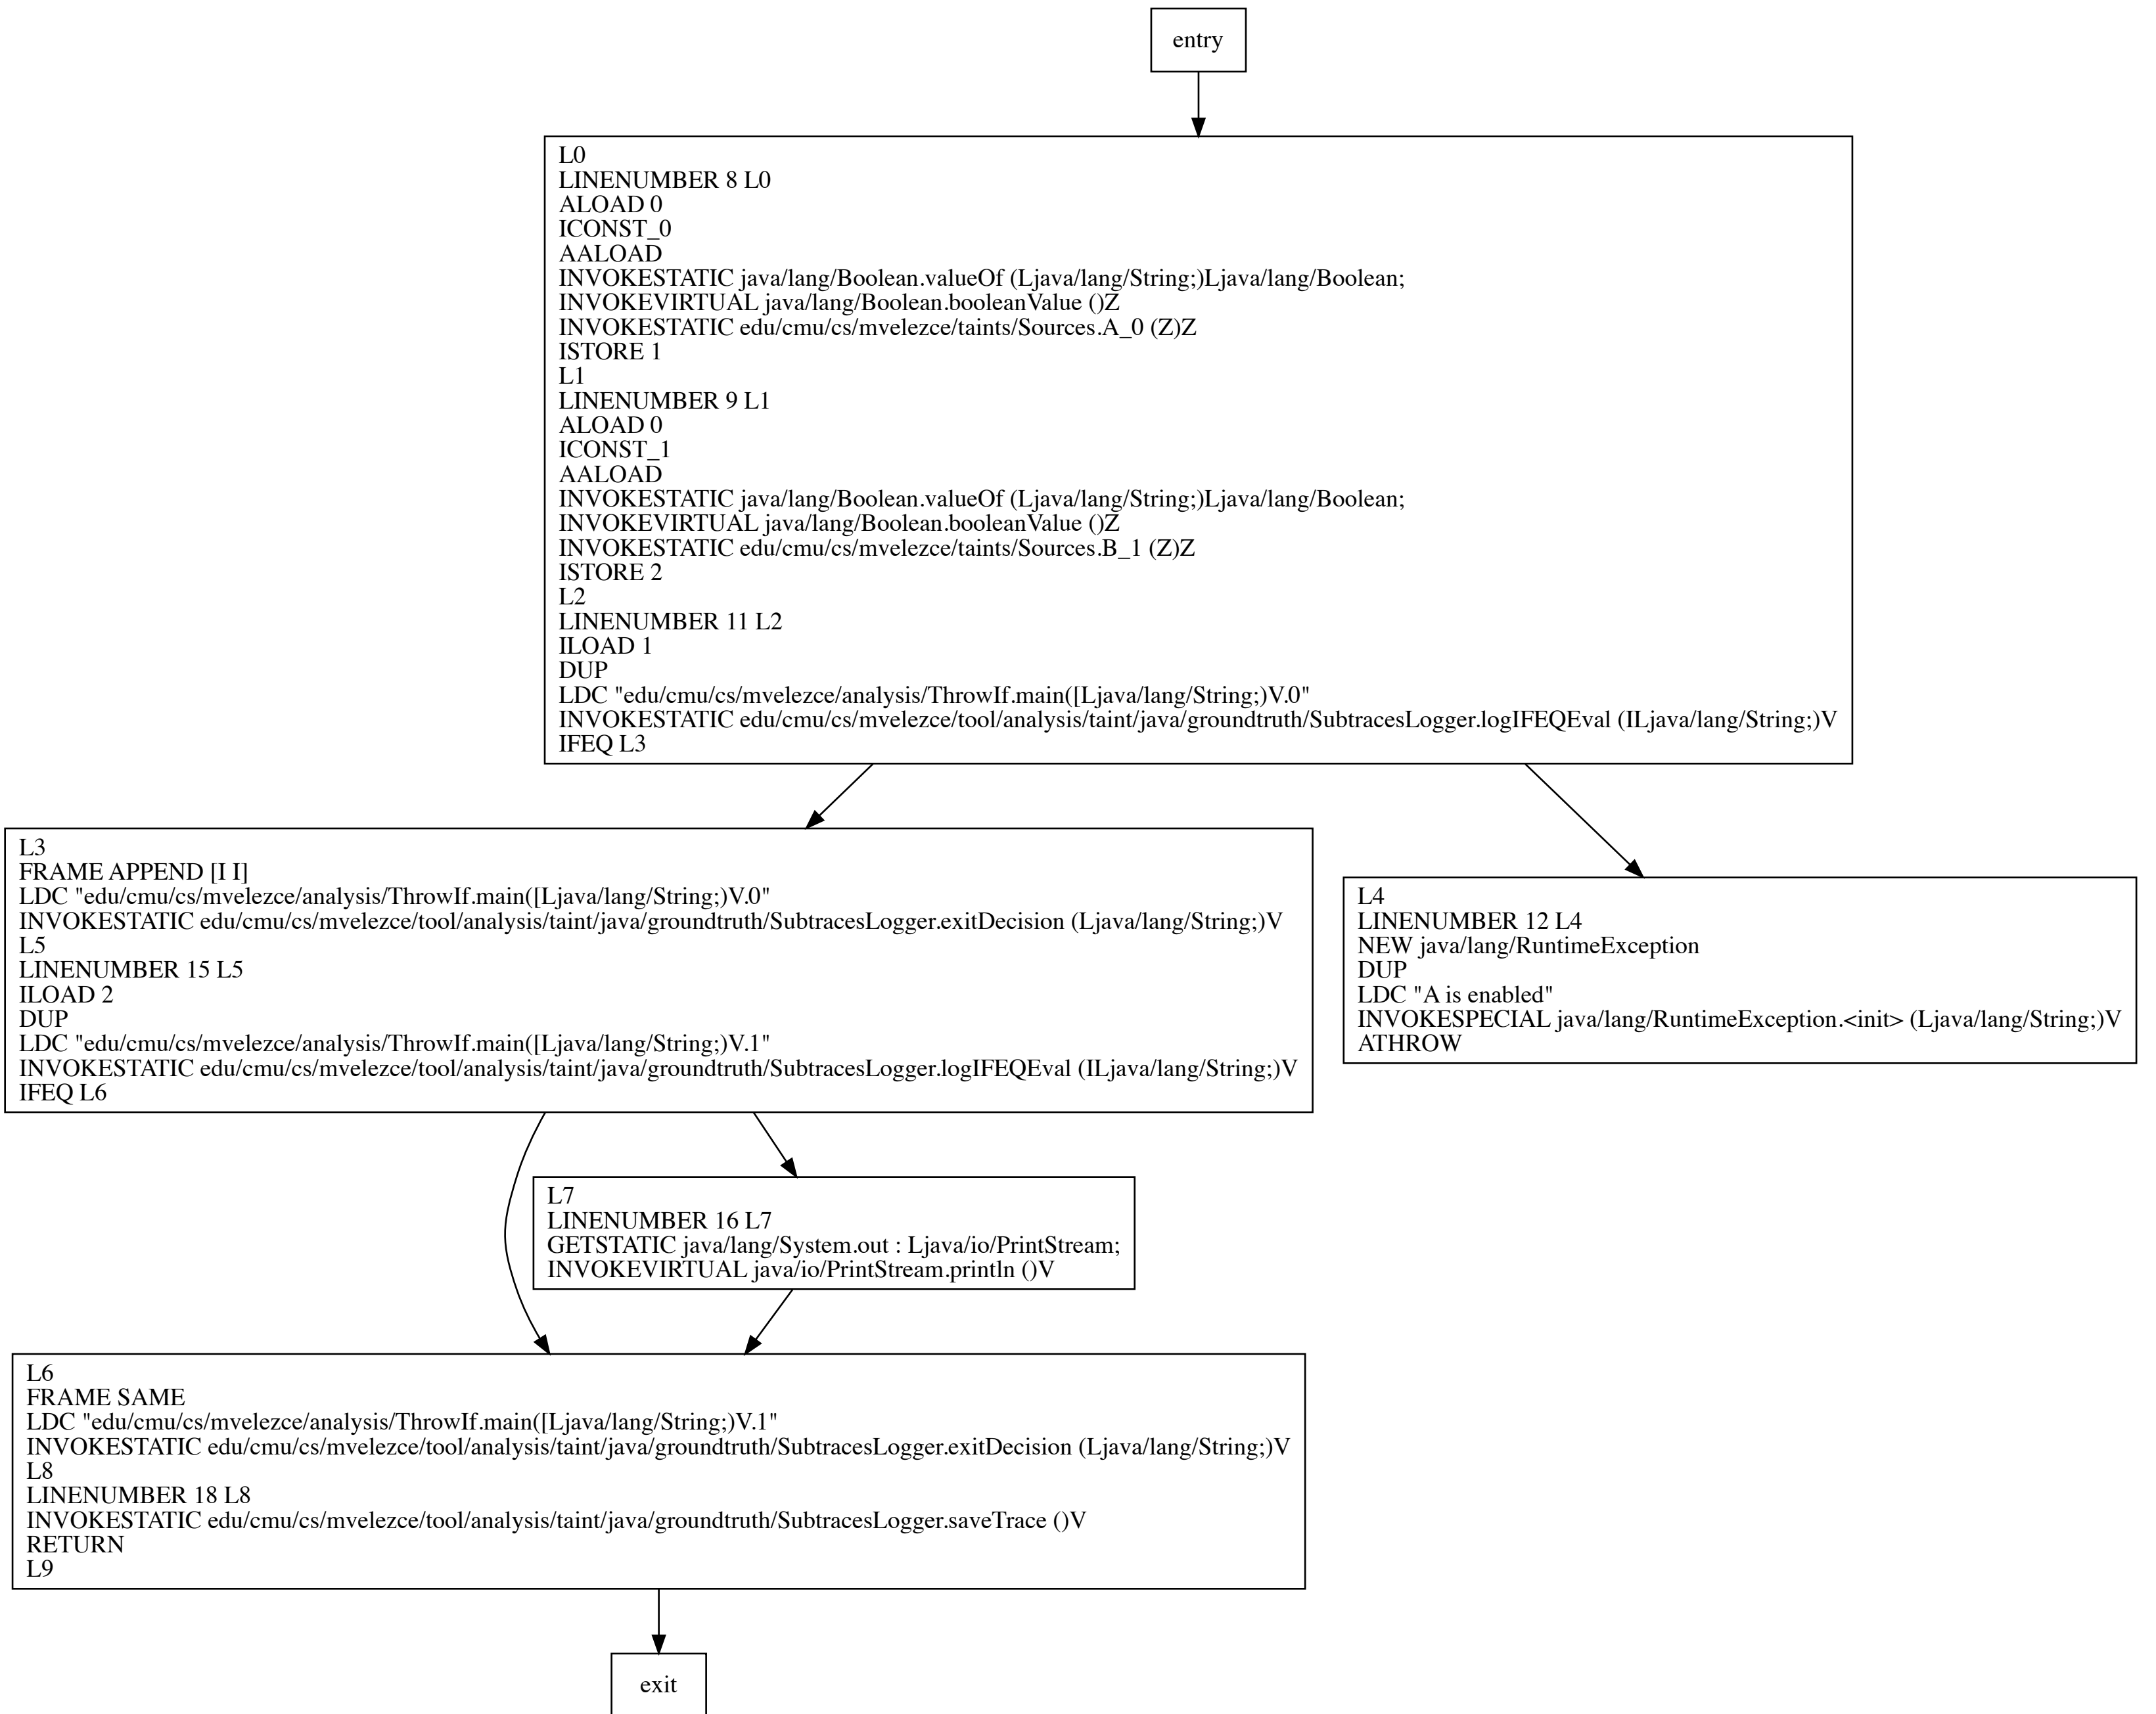 entry
L0
LINENUMBER 8 L0
ALOAD 0
ICONST_0
AALOAD
INVOKESTATIC java/lang/Boolean.valueOf (Ljava/lang/String;)Ljava/lang/Boolean;
INVOKEVIRTUAL java/lang/Boolean.booleanValue ()Z
INVOKESTATIC edu/cmu/cs/mvelezce/taints/Sources.A_0 (Z)Z
ISTORE 1
L1
LINENUMBER 9 L1
ALOAD 0
ICONST_1
AALOAD
INVOKESTATIC java/lang/Boolean.valueOf (Ljava/lang/String;)Ljava/lang/Boolean;
INVOKEVIRTUAL java/lang/Boolean.booleanValue ()Z
INVOKESTATIC edu/cmu/cs/mvelezce/taints/Sources.B_1 (Z)Z
ISTORE 2
L2
LINENUMBER 11 L2
ILOAD 1
DUP
LDC "edu/cmu/cs/mvelezce/analysis/ThrowIf.main([Ljava/lang/String;)V.0"
INVOKESTATIC edu/cmu/cs/mvelezce/tool/analysis/taint/java/groundtruth/SubtracesLogger.logIFEQEval (ILjava/lang/String;)V
IFEQ L3
L3
FRAME APPEND [I I]
LDC "edu/cmu/cs/mvelezce/analysis/ThrowIf.main([Ljava/lang/String;)V.0"
INVOKESTATIC edu/cmu/cs/mvelezce/tool/analysis/taint/java/groundtruth/SubtracesLogger.exitDecision (Ljava/lang/String;)V
L5
LINENUMBER 15 L5
ILOAD 2
DUP
LDC "edu/cmu/cs/mvelezce/analysis/ThrowIf.main([Ljava/lang/String;)V.1"
INVOKESTATIC edu/cmu/cs/mvelezce/tool/analysis/taint/java/groundtruth/SubtracesLogger.logIFEQEval (ILjava/lang/String;)V
IFEQ L6
L4
LINENUMBER 12 L4
NEW java/lang/RuntimeException
DUP
LDC "A is enabled"
INVOKESPECIAL java/lang/RuntimeException.<init> (Ljava/lang/String;)V
ATHROW
L7
LINENUMBER 16 L7
GETSTATIC java/lang/System.out : Ljava/io/PrintStream;
INVOKEVIRTUAL java/io/PrintStream.println ()V
L6
FRAME SAME
LDC "edu/cmu/cs/mvelezce/analysis/ThrowIf.main([Ljava/lang/String;)V.1"
INVOKESTATIC edu/cmu/cs/mvelezce/tool/analysis/taint/java/groundtruth/SubtracesLogger.exitDecision (Ljava/lang/String;)V
L8
LINENUMBER 18 L8
INVOKESTATIC edu/cmu/cs/mvelezce/tool/analysis/taint/java/groundtruth/SubtracesLogger.saveTrace ()V
RETURN
L9
exit